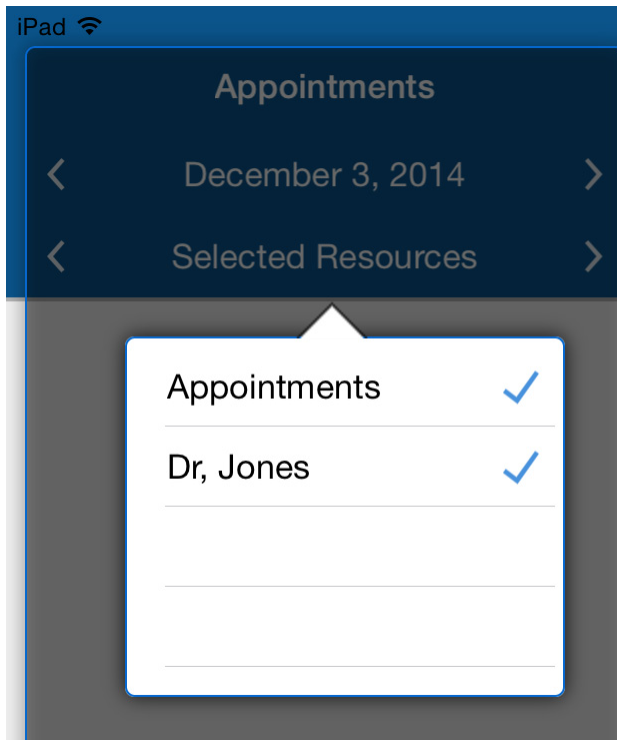 iPad
Appointments
December 3, 2014
Selected Resources
Appointments
Dr, Jones